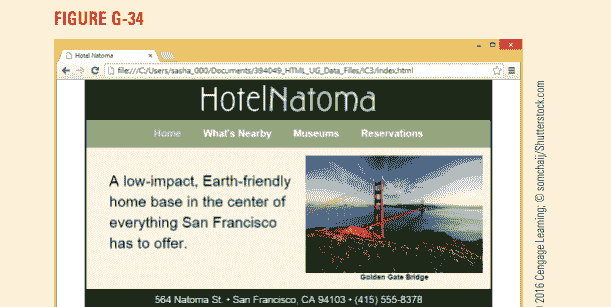 FIGURE G-34
Hotel Natoma
file:///C:/Users/sasha_000/Documents/394049_HTML_UG_Data_Files/IC3/index.html
HotelNatoma
Home What's Nearby Museums Reservations
A low-impact, Earth-friendly
home base in the center of
everything San Francisco
has to offer.
Golden Gate Bridge
564 Natoma St. • San Francisco, CA 94103 • (415) 555-8378
2016 Cengage Learning; © somchaij/Shutterstock.com